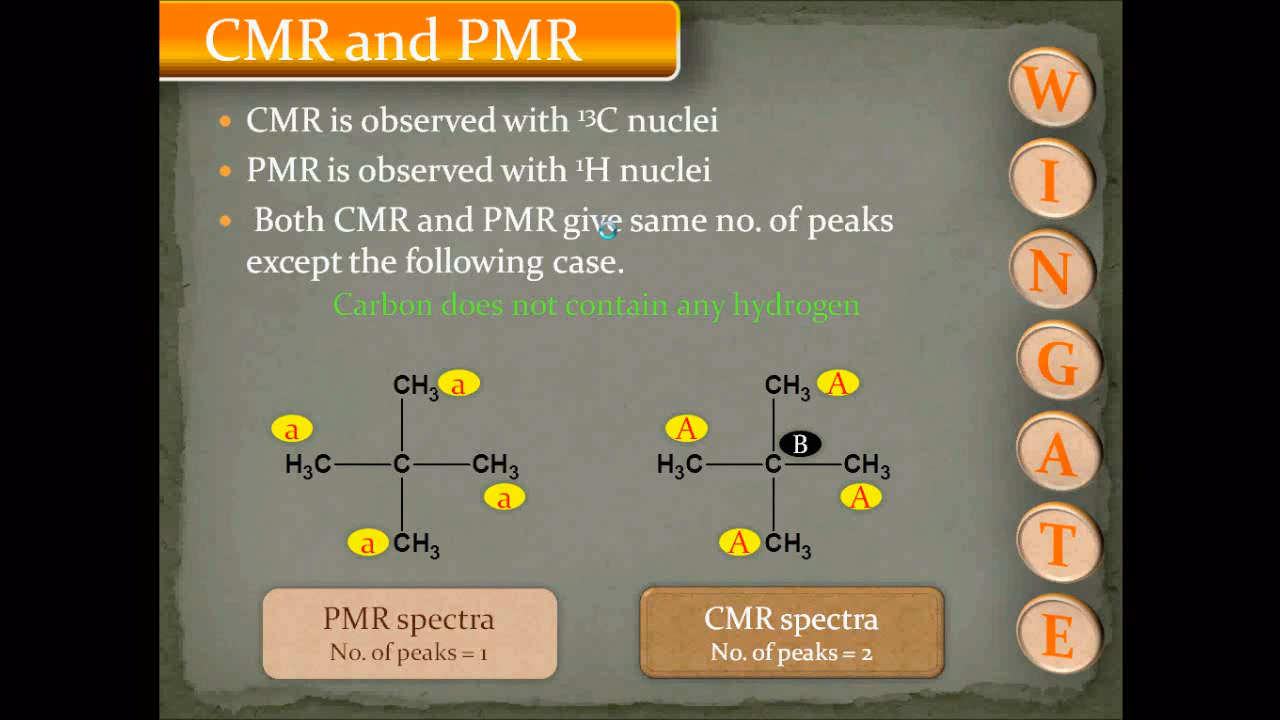 CMR and PMR
• CMR is observed with ¹³C nuclei
• PMR is observed with ¹H nuclei
• Both CMR and PMR give same no. of peaks
except the following case.
Carbon does not contain any hydrogen
CH₃ a
a
H₃C C CH₃
a
a CH₃
PMR spectra
No. of peaks = 1
CH₃ A
A
B
H₃C C CH₃
A
A CH₃
CMR spectra
No. of peaks = 2
W
I
N
G
A
T
E